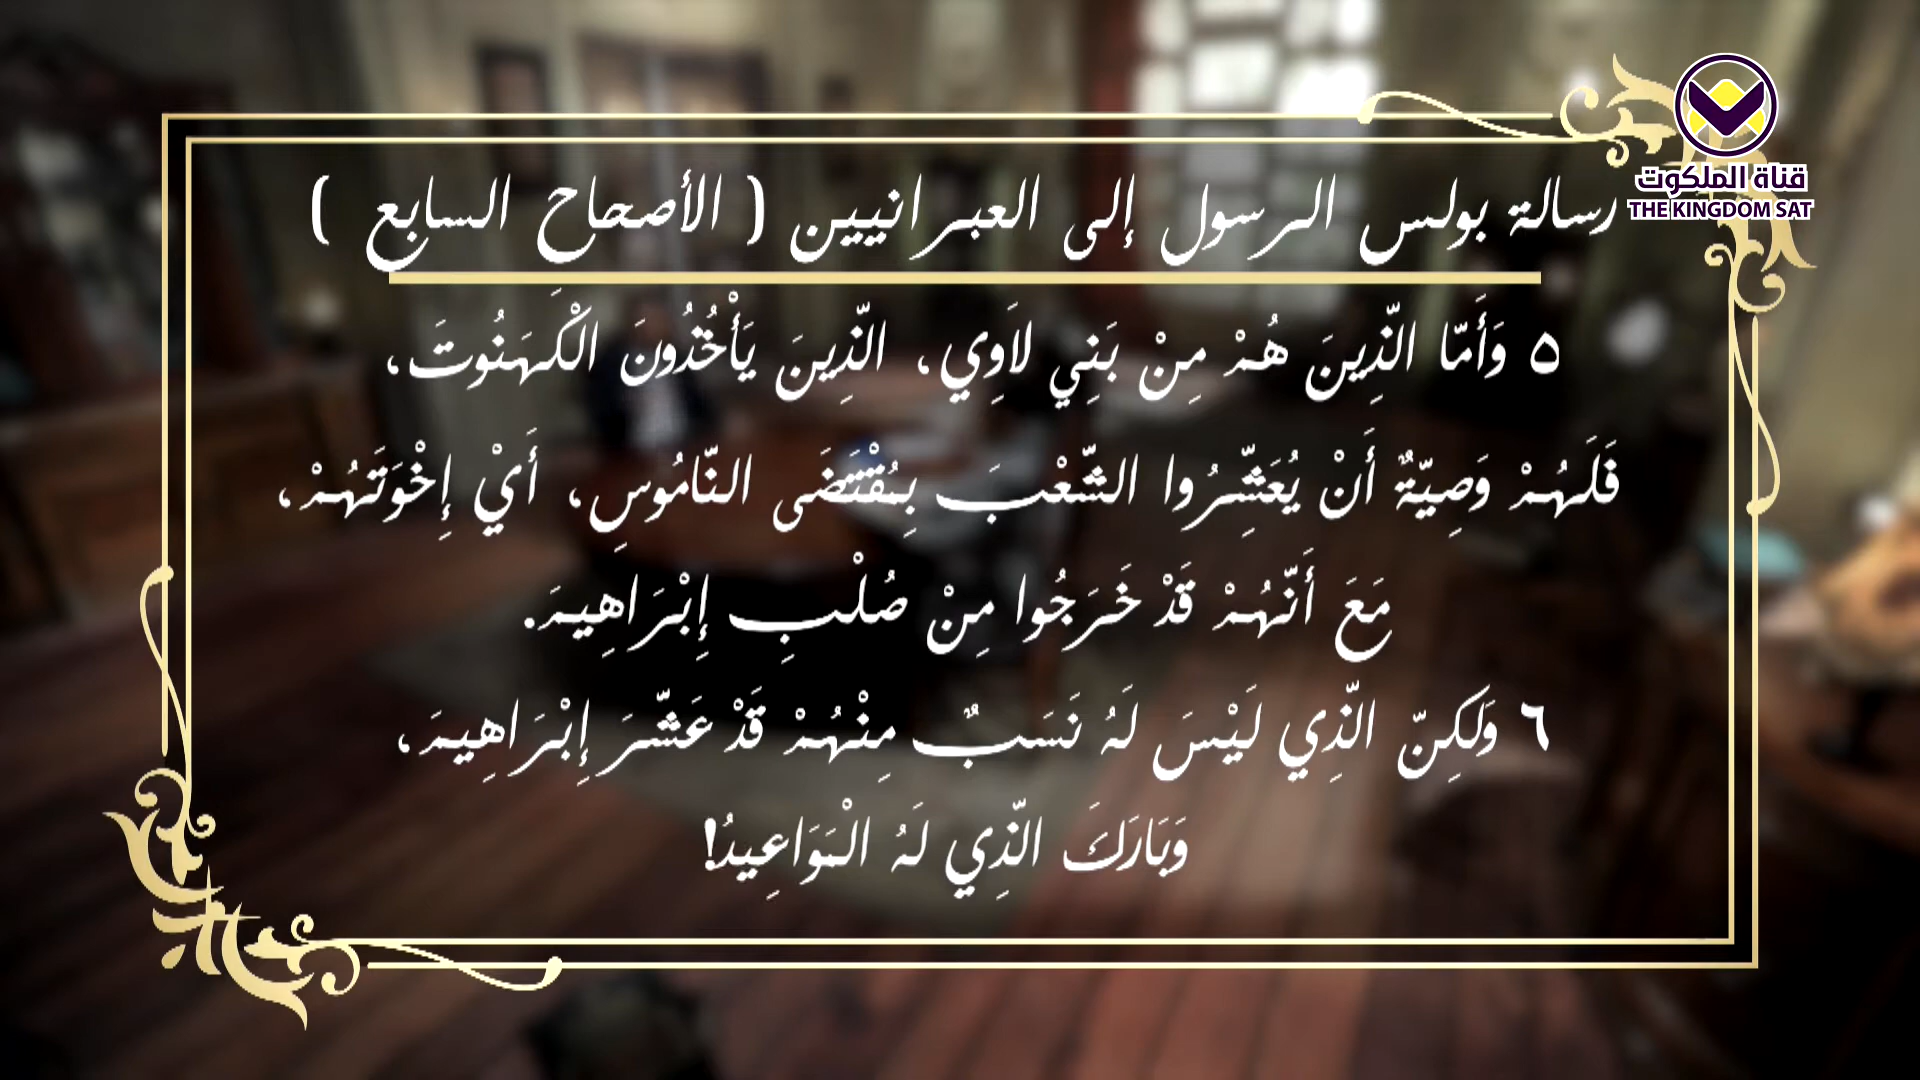 قناة الملكوت
THE KINGDOM SAT
رسالة بولس الرسول إلى العبرانيين ( الأصحاح السابع )
٥ وَأَمَّا الَّذِينَ هُمْ مِنْ بَنِي لاَوِي، الَّذِينَ يَأْخُذُونَ الْكَهَنُوتَ،
فَلَهُمْ وَصِيَّةٌ أَنْ يُعَشِّرُوا الشَّعْبَ بِمُقْتَضَى النَّامُوسِ، أَيْ إِخْوَتَهُمْ،
مَعَ أَنَّهُمْ قَدْ خَرَجُوا مِنْ صُلْبِ إِبْرَاهِيمَ.
٦ وَلكِنَّ الَّذِي لَيْسَ لَهُ نَسَبٌ مِنْهُمْ قَدْ عَشَّرَ إِبْرَاهِيمَ،
وَبَارَكَ الَّذِي لَهُ الْمَوَاعِيدُ!